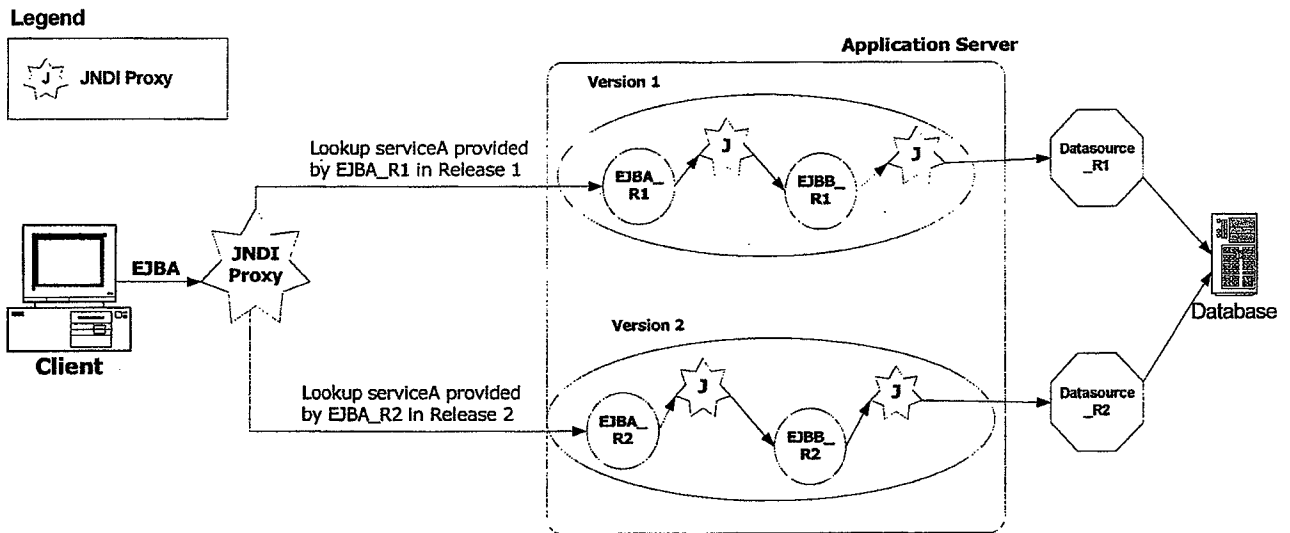 Legend
J
JNDI Proxy
Application Server
Version 1
Lookup serviceA provided
by EJBA_R1 in Release 1
EJBA_
R1
J
EJBB_
R1
J
Datasource
_R1
EJBA
JNDI
Proxy
Client
Database
Version 2
Lookup serviceA provided
by EJBA_R2 in Release 2
EJBA_
R2
J
EJBB_
R2
J
Datasource
_R2